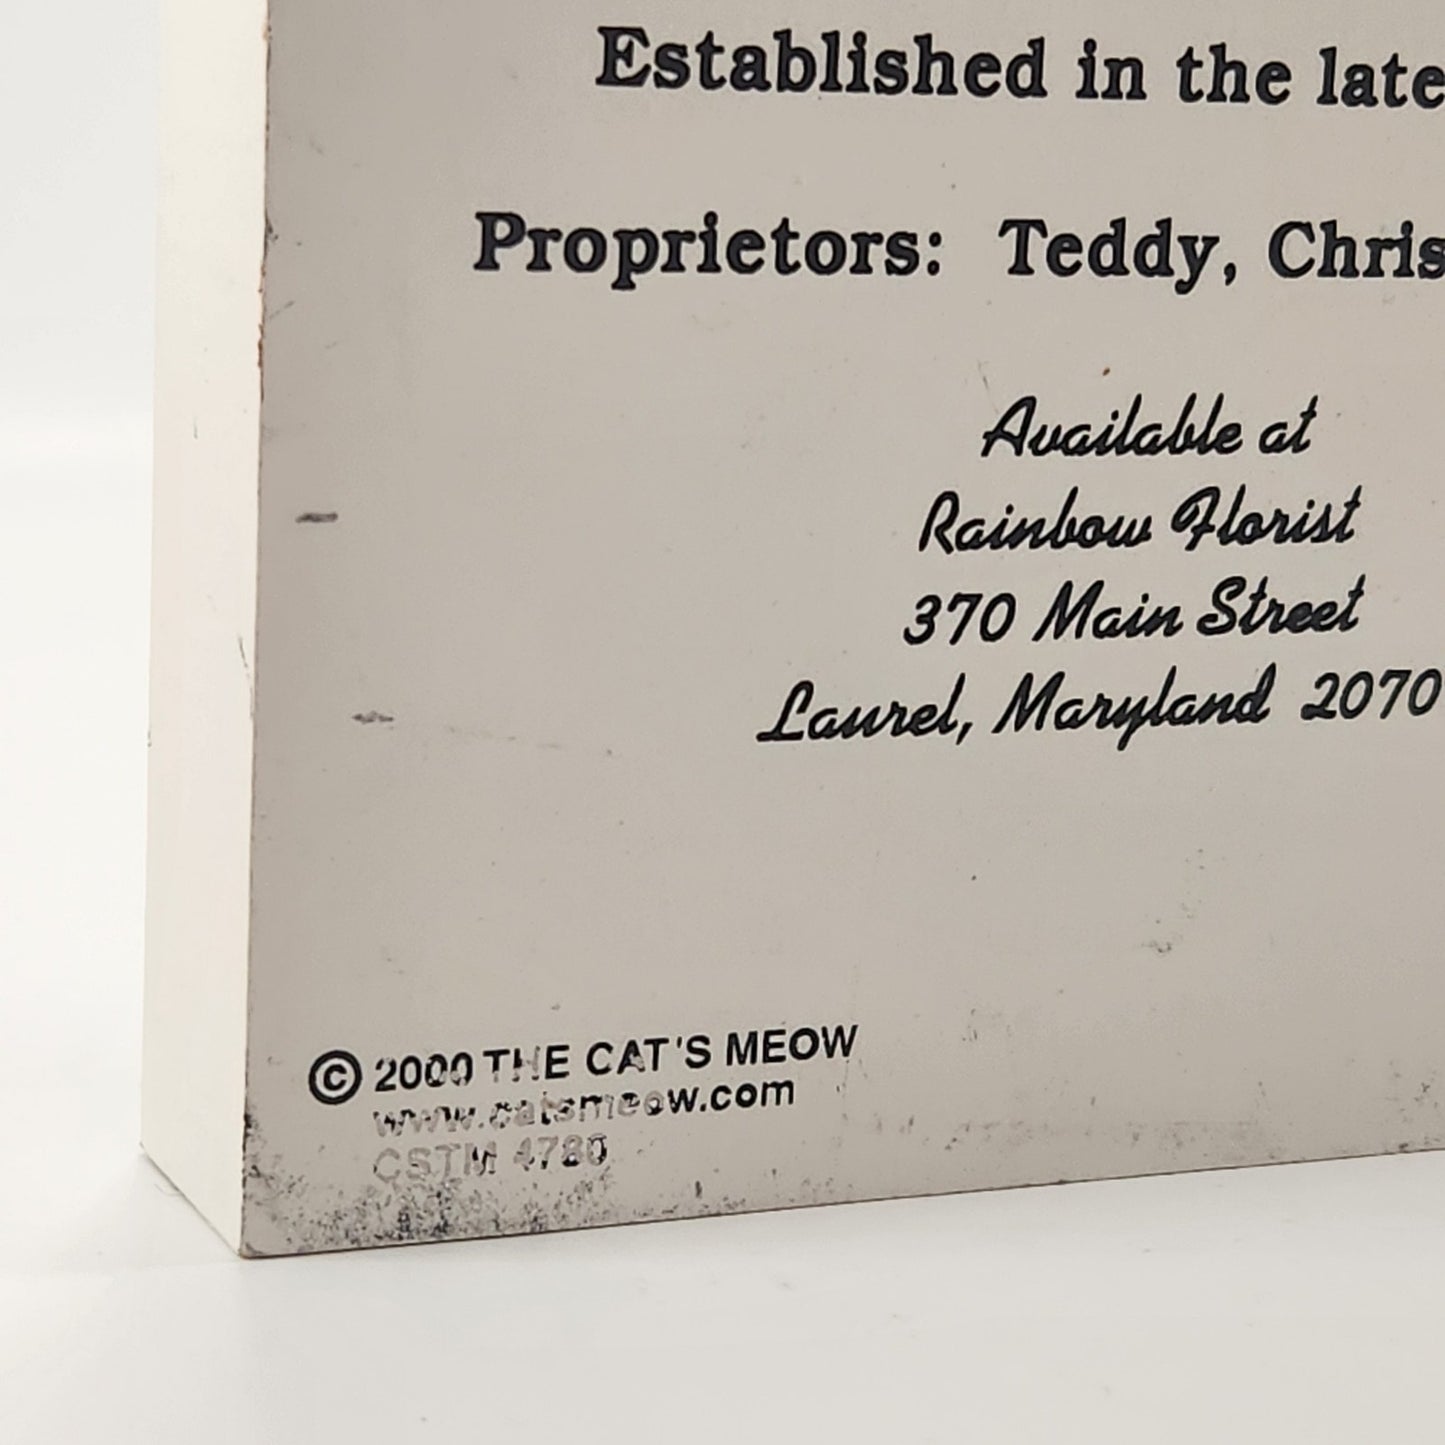 Established in the late
Proprietors: Teddy, Chris
Available at
Rainbow Florist
370 Main Street
Laurel, Maryland 2070
© 2000 THE CAT'S MEOW
www.catsmeow.com
CSTM 4780